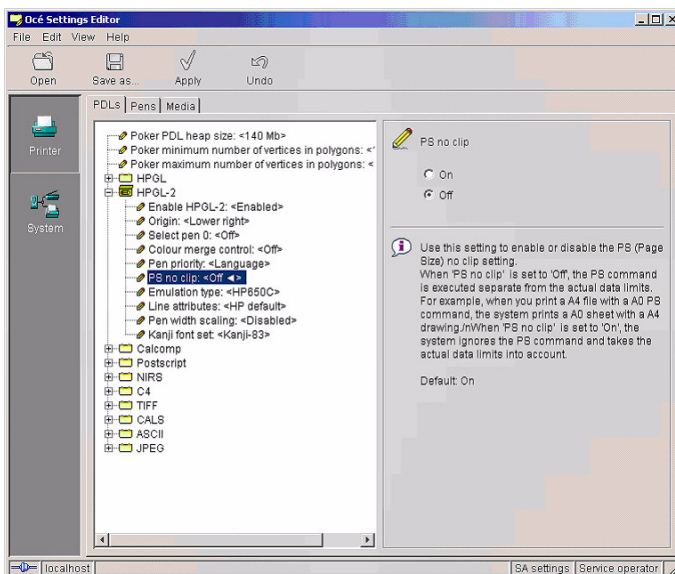 Océ Settings Editor
File Edit View Help
Open Save as... Apply Undo
Printer
System
PDLs Pens Media
Poker PDL heap size: <140 Mb>
Poker minimum number of vertices in polygons: <
Poker maximum number of vertices in polygons: <
HPGL
HPGL-2
Enable HPGL-2: <Enabled>
Origin: <Lower right>
Select pen 0: <Off>
Colour merge control: <Off>
Pen priority: <Language>
PS no clip: <Off ◄>
Emulation type: <HP650C>
Line attributes: <HP default>
Pen width scaling: <Disabled>
Kanji font set: <Kanji-83>
Calcomp
Postscript
NIRS
C4
TIFF
CALS
ASCII
JPEG
PS no clip
On
Off
Use this setting to enable or disable the PS (Page
Size) no clip setting.
When 'PS no clip' is set to 'Off', the PS command
is executed separate from the actual data limits.
For example, when you print a A4 file with a A0 PS
command, the system prints a A0 sheet with a A4
drawing./nWhen 'PS no clip' is set to 'On', the
system ignores the PS command and takes the
actual data limits into account.
Default: On
localhost SA settings Service operator